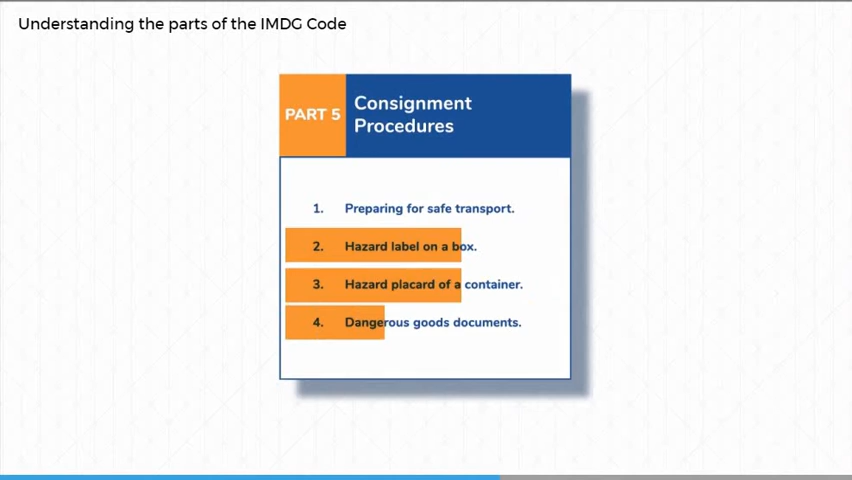 Understanding the parts of the IMDG Code
PART 5
Consignment
Procedures
1. Preparing for safe transport.
2. Hazard label on a box.
3. Hazard placard of a container.
4. Dangerous goods documents.